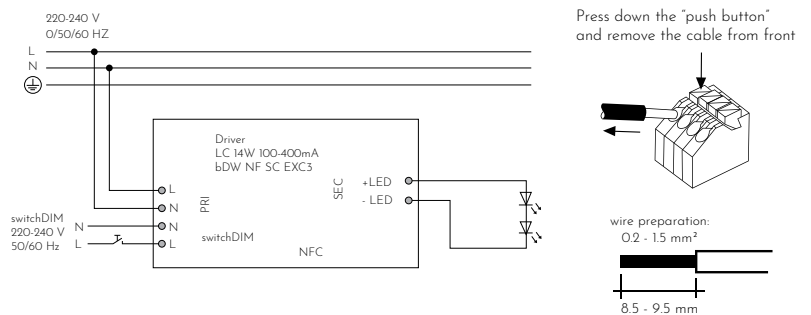 220-240 V
0/50/60 HZ
L
N
Driver
LC 14W 100-400mA
bDW NF SC EXC3
PRI
SEC
L
N
N
L
+LED
- LED
switchDIM
NFC
switchDIM
220-240 V
50/60 Hz
N
L
Press down the "push button"
and remove the cable from front
wire preparation:
0.2 - 1.5 mm²
8.5 - 9.5 mm